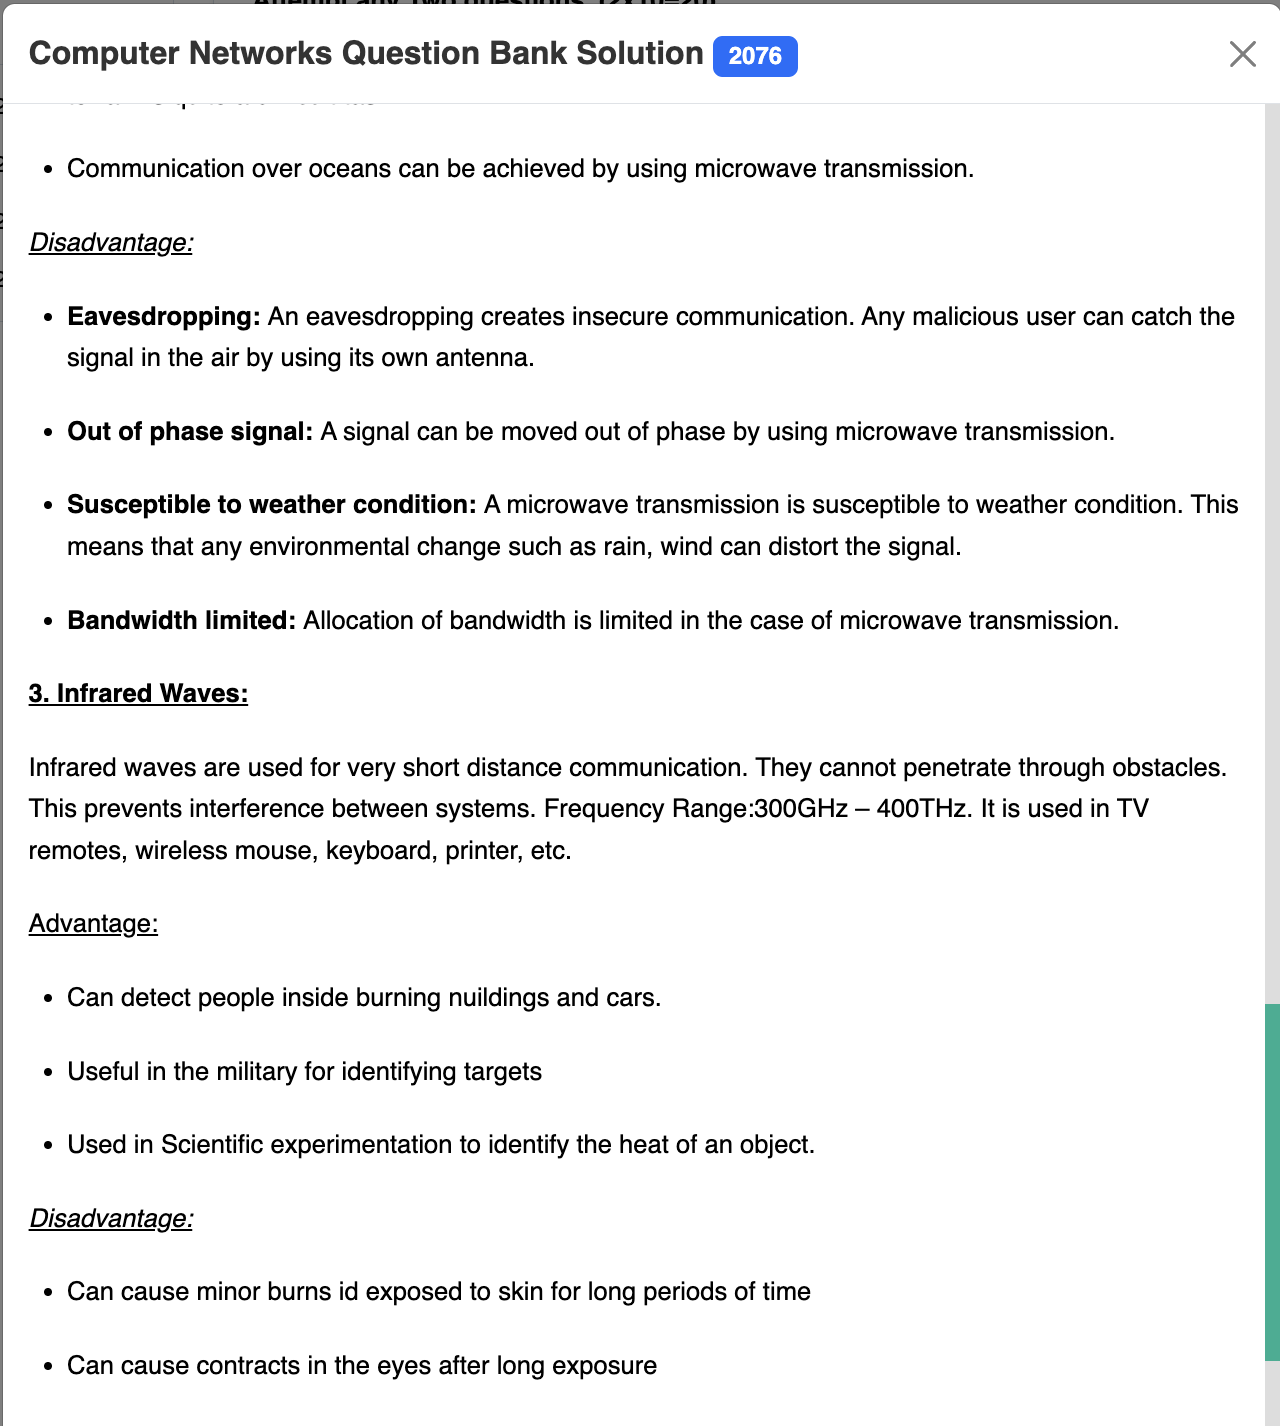 Computer Networks Question Bank Solution 2076
• Communication over oceans can be achieved by using microwave transmission.
Disadvantage:
• Eavesdropping: An eavesdropping creates insecure communication. Any malicious user can catch the
signal in the air by using its own antenna.
• Out of phase signal: A signal can be moved out of phase by using microwave transmission.
• Susceptible to weather condition: A microwave transmission is susceptible to weather condition. This
means that any environmental change such as rain, wind can distort the signal.
• Bandwidth limited: Allocation of bandwidth is limited in the case of microwave transmission.
3. Infrared Waves:
Infrared waves are used for very short distance communication. They cannot penetrate through obstacles.
This prevents interference between systems. Frequency Range:300GHz – 400THz. It is used in TV
remotes, wireless mouse, keyboard, printer, etc.
Advantage:
• Can detect people inside burning nuildings and cars.
• Useful in the military for identifying targets
• Used in Scientific experimentation to identify the heat of an object.
Disadvantage:
• Can cause minor burns id exposed to skin for long periods of time
• Can cause contracts in the eyes after long exposure